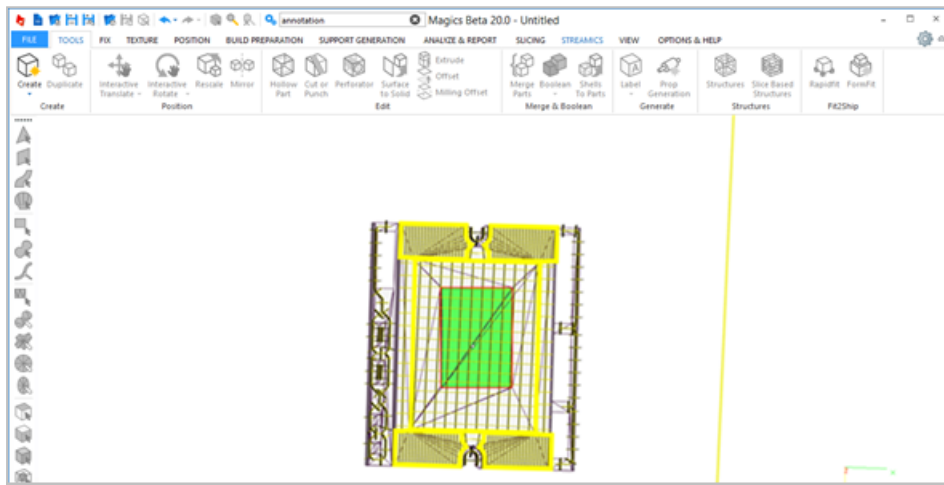 annotation
Magics Beta 20.0 - Untitled
FILE TOOLS FIX TEXTURE POSITION BUILD PREPARATION SUPPORT GENERATION ANALYZE & REPORT SLICING STREAMICS VIEW OPTIONS & HELP
Create Duplicate
Interactive Translate Interactive Rotate Rescale Mirror
Hollow Part Cut or Punch Perforator Surface to Solid
Extrude
Offset
Milling Offset
Merge Parts Boolean Shells To Parts
Label Prop Generation
Structures Slice Based Structures
Rapidfit FormFit
Create Position Edit Merge & Boolean Generate Structures Fit2Ship